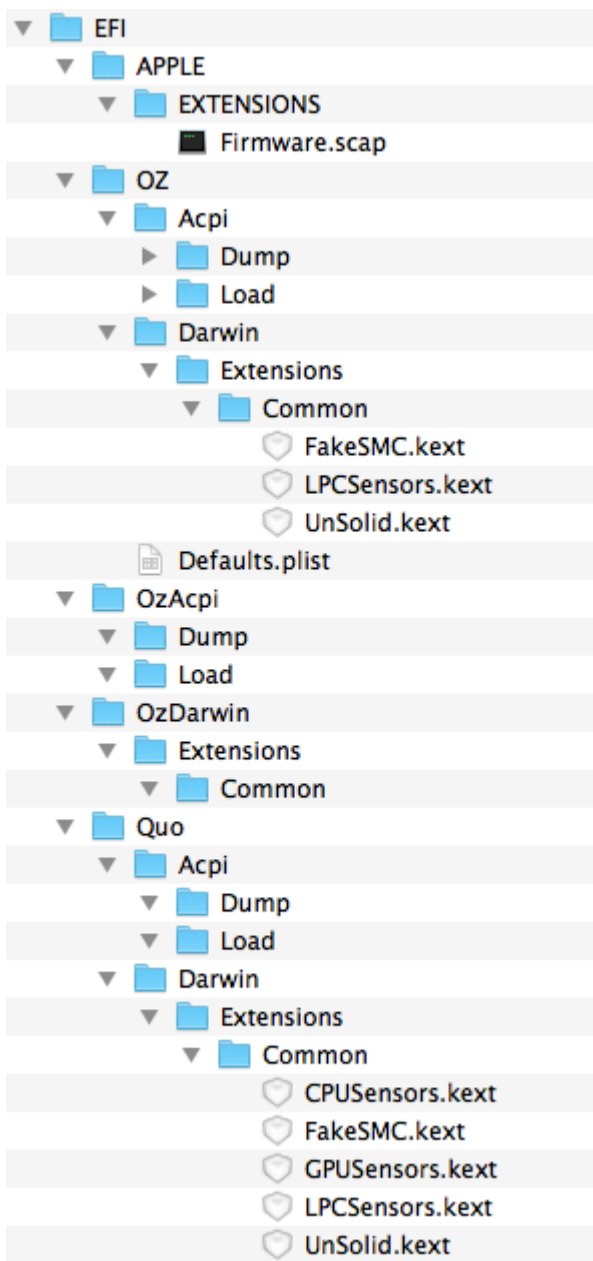 EFI
APPLE
EXTENSIONS
Firmware.scap
OZ
Acpi
Dump
Load
Darwin
Extensions
Common
FakeSMC.kext
LPCSensors.kext
UnSolid.kext
Defaults.plist
OzAcpi
Dump
Load
OzDarwin
Extensions
Common
Quo
Acpi
Dump
Load
Darwin
Extensions
Common
CPUSensors.kext
FakeSMC.kext
GPUSensors.kext
LPCSensors.kext
UnSolid.kext